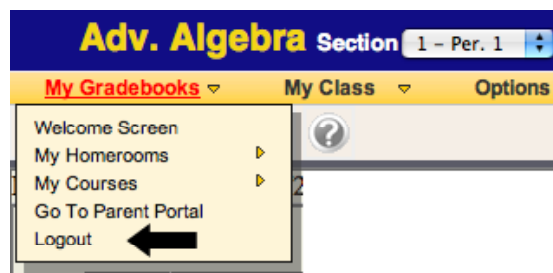 Adv. Algebra Section 1 - Per. 1
My Gradebooks My Class Options
Welcome Screen
My Homerooms
My Courses
Go To Parent Portal
Logout
?
2